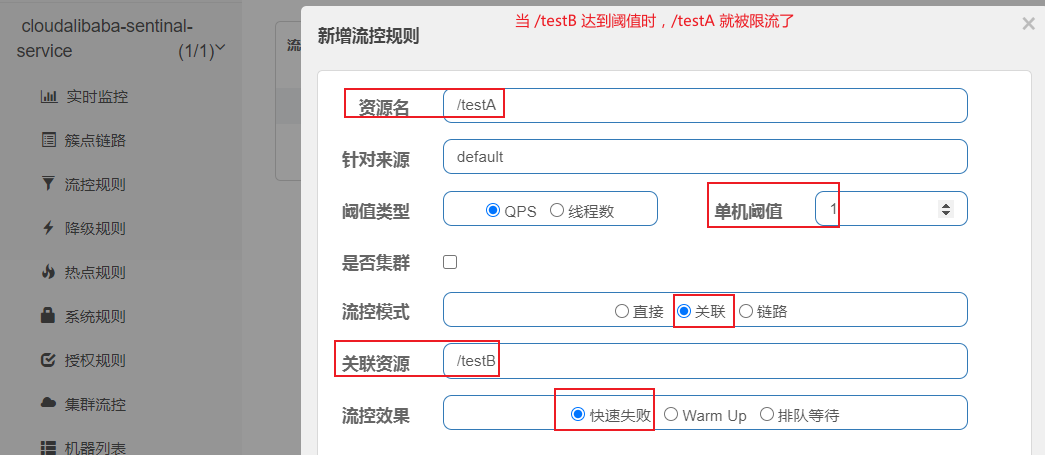 cloudalibaba-sentinal-
service (1/1)
实时监控
簇点链路
流控规则
降级规则
热点规则
系统规则
授权规则
集群流控
机器列表
流
当 /testB 达到阈值时，/testA 就被限流了
新增流控规则
×
资源名 /testA
针对来源 default
阈值类型 QPS 线程数 单机阈值 1
是否集群
流控模式 直接 关联 链路
关联资源 /testB
流控效果 快速失败 Warm Up 排队等待